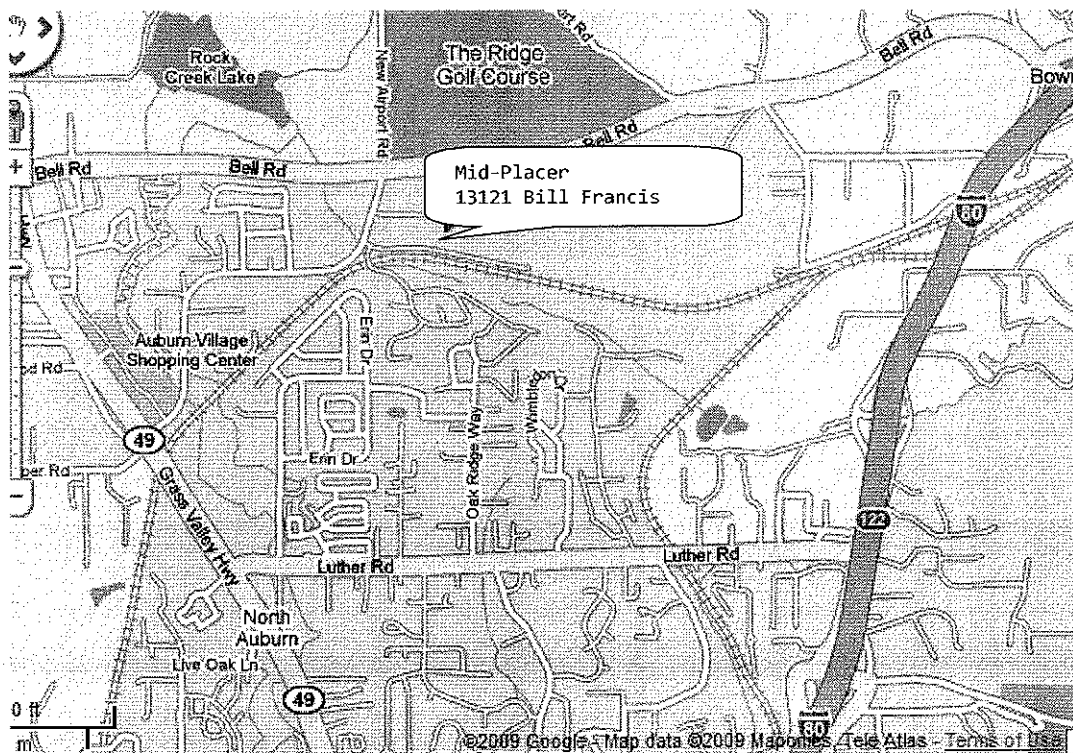 Rock
Creek Lake
New Airport Rd
The Ridge
Golf Course
Bell Rd
Bell Rd
Bell Rd
Bell Rd
Mid-Placer
13121 Bill Francis
80
Auburn Village
Shopping Center
Erin Dr
49
Erin Dr
Oak Ridge Way
Grass Valley Hwy
122
Luther Rd
Luther Rd
North
Auburn
Live Oak Ln
49
80
0 ft
m
©2009 Google - Map data ©2009 Tele Atlas - Terms of Use